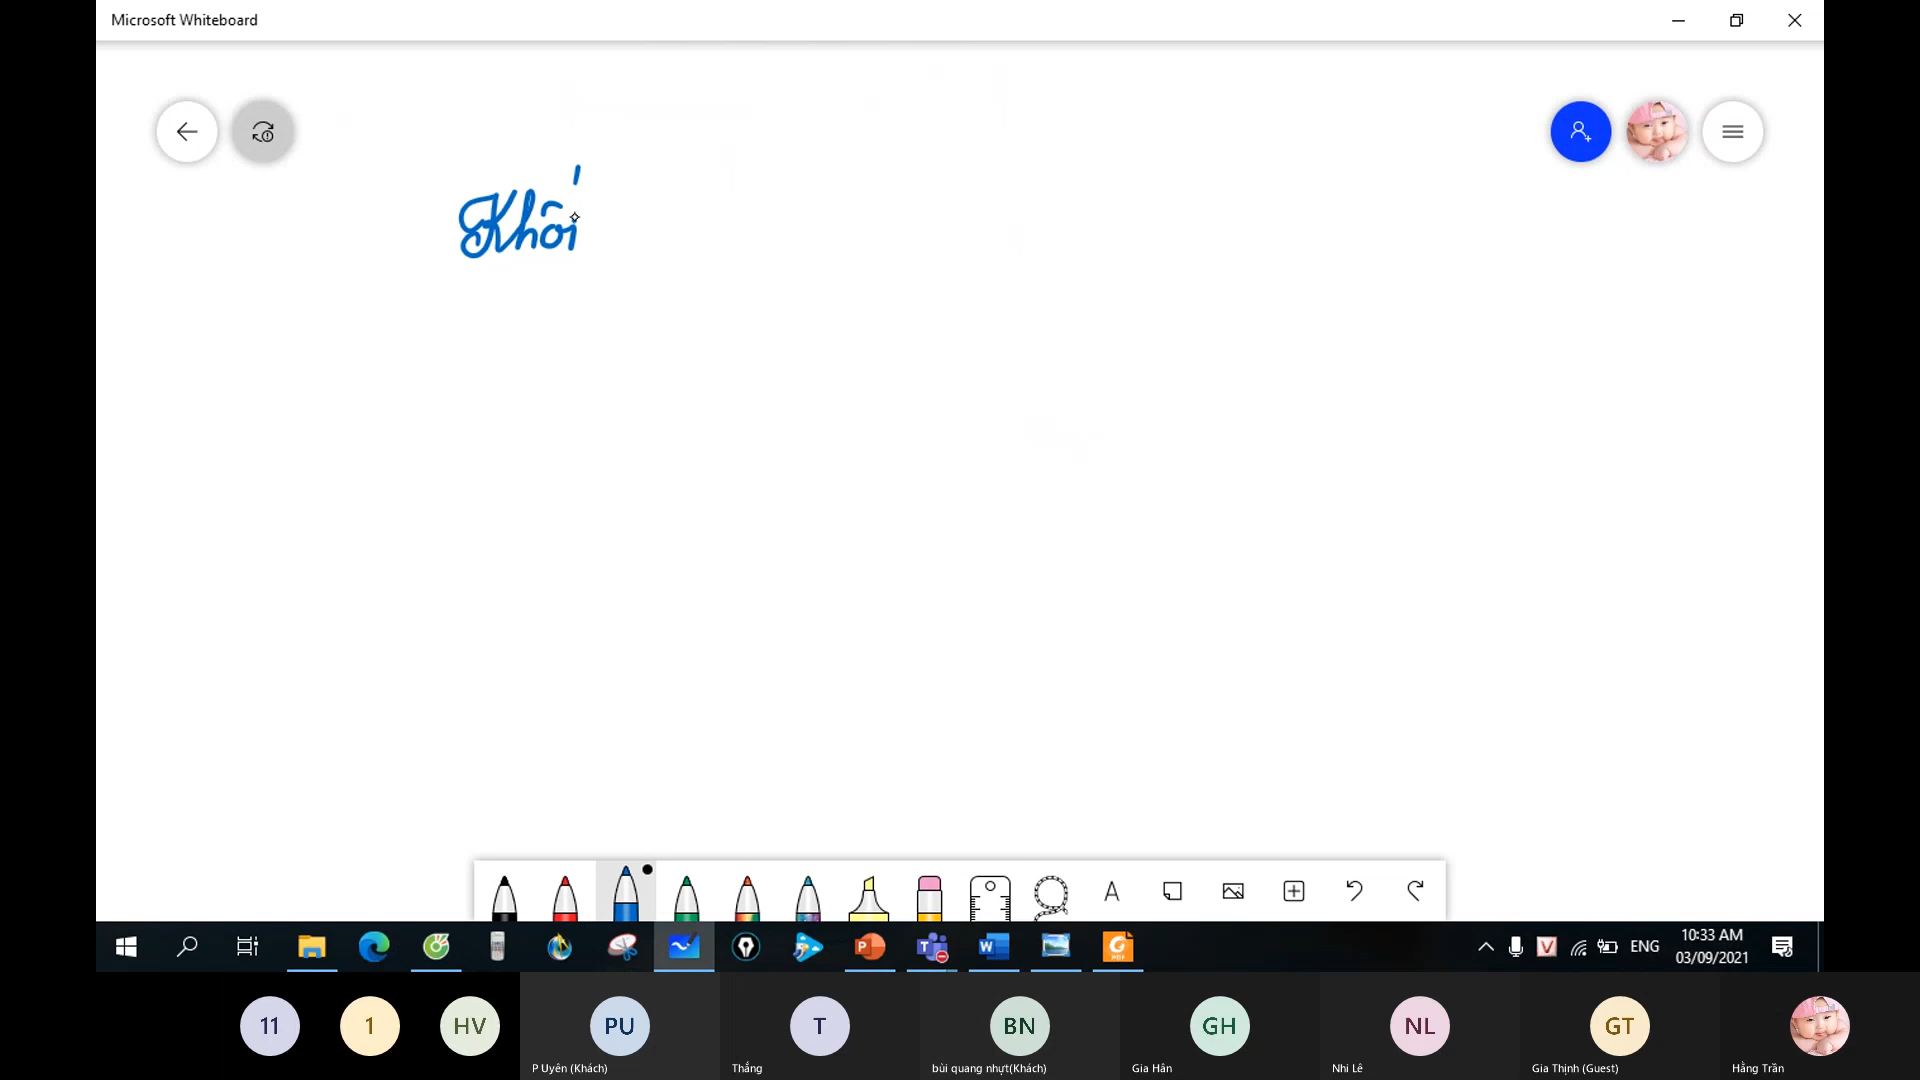 Microsoft Whiteboard
Khối
A
ENG
10:33 AM
03/09/2021
11
1
HV
PU
T
BN
GH
NL
GT
P Uyên (Khách)
Thắng
bùi quang nhựt(Khách)
Gia Hân
Nhi Lê
Gia Thịnh (Guest)
Hằng Trần